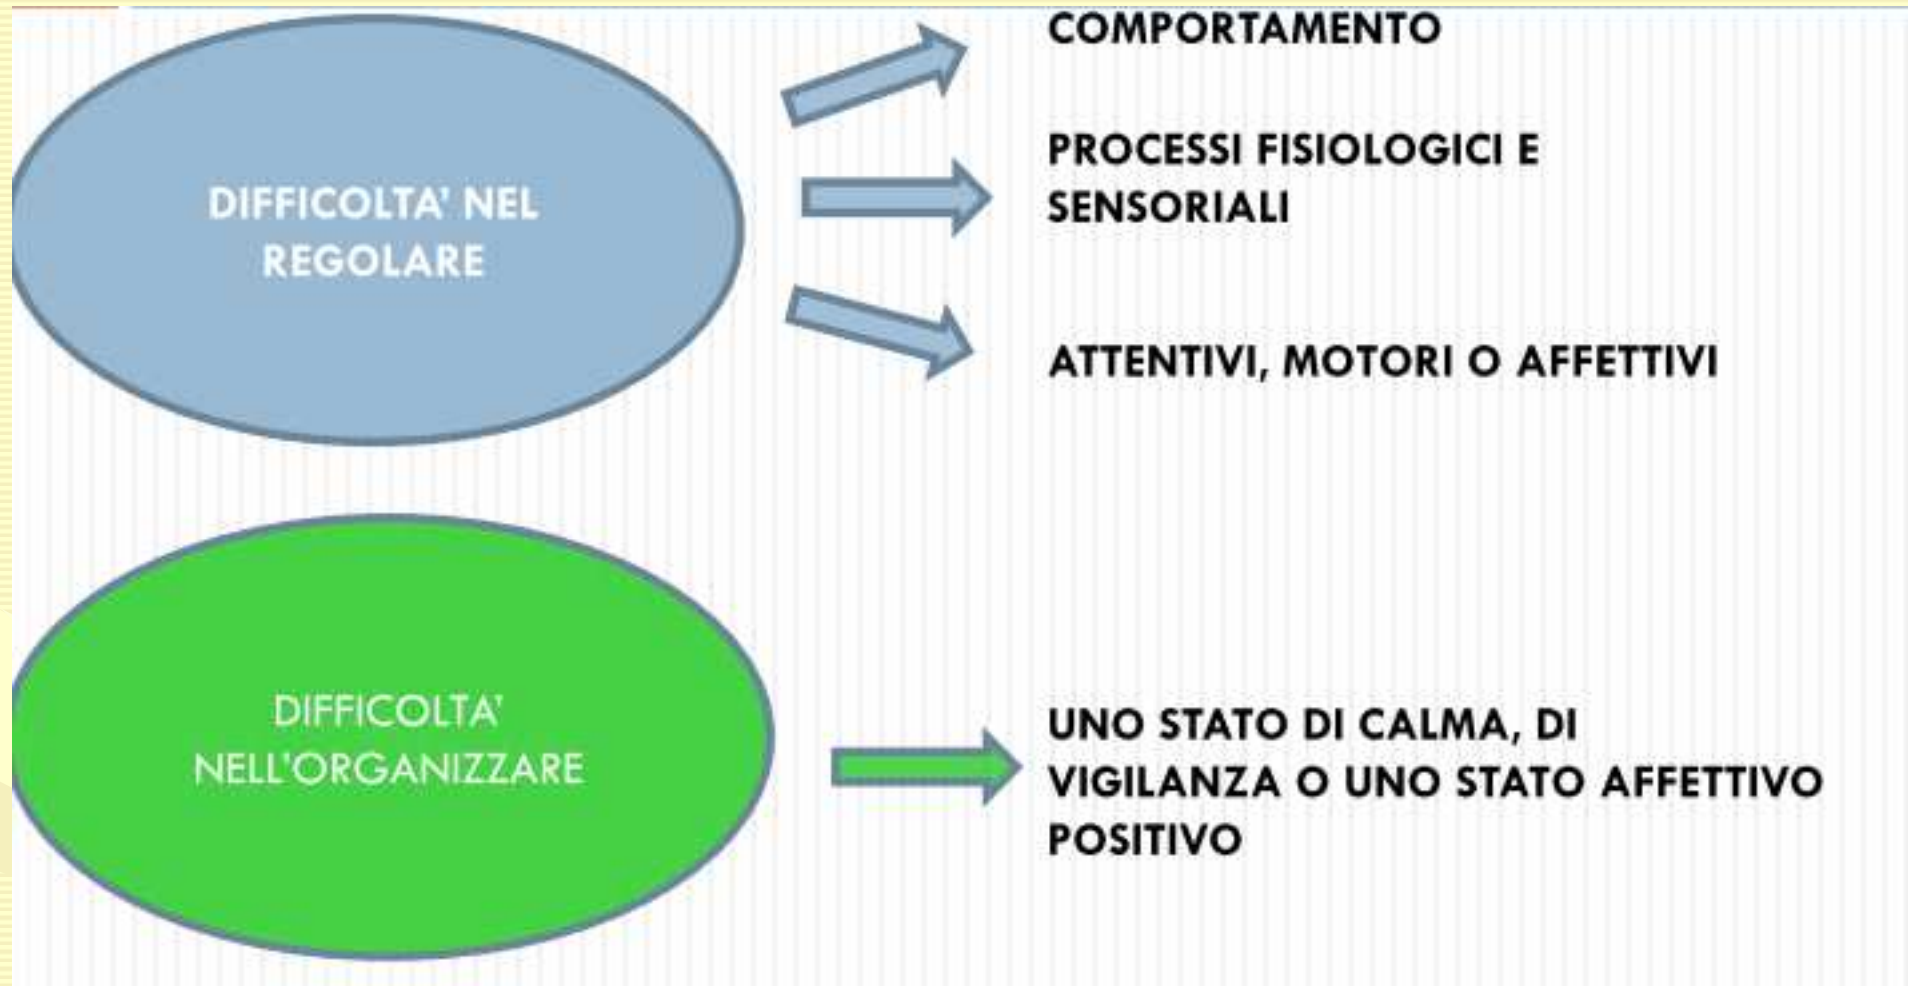 DIFFICOLTA' NEL
REGOLARE
COMPORTAMENTO
PROCESSI FISIOLOGICI E
SENSORIALI
ATTENTIVI, MOTORI O AFFETTIVI
DIFFICOLTA'
NELL'ORGANIZZARE
UNO STATO DI CALMA, DI
VIGILANZA O UNO STATO AFFETTIVO
POSITIVO